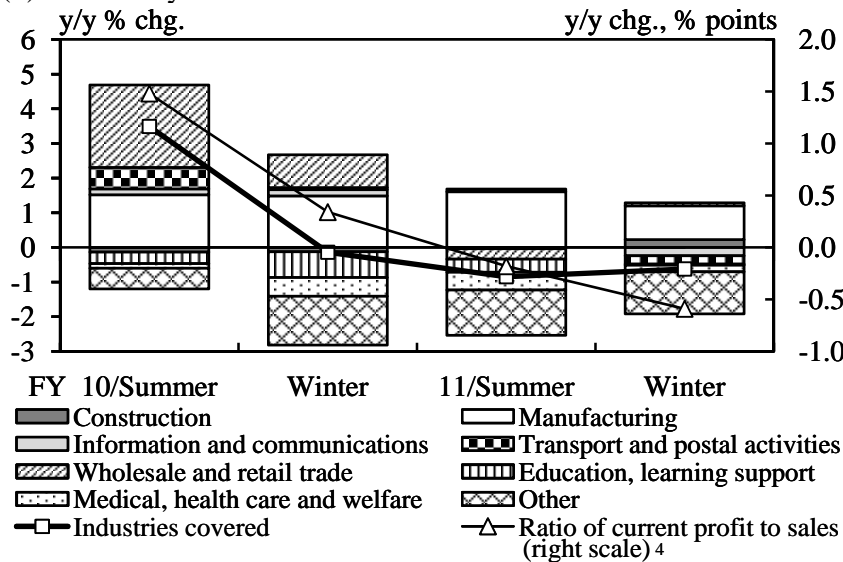 y/y % chg. y/y chg., % points
6 2.0
5
1.5
4
3 1.0
2
0.5
1
0 0.0
-1
-0.5
-2
-3 -1.0
FY 10/Summer Winter 11/Summer Winter
Construction Manufacturing
Information and communications Transport and postal activities
Wholesale and retail trade Education, learning support
Medical, health care and welfare Other
Industries covered Ratio of current profit to sales
(right scale) 4